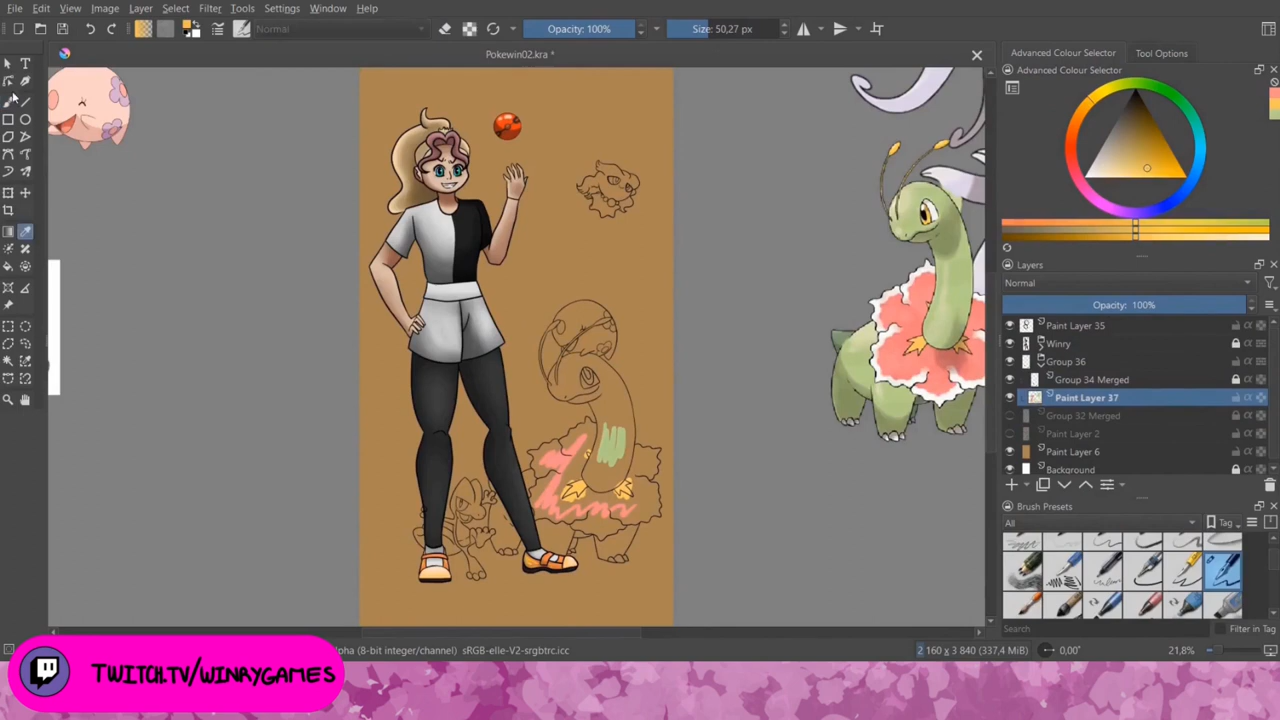 File Edit View Image Layer Select Filter Tools Settings Window Help
Normal Opacity: 100% Size: 50,27 px
Pokewin02.kra *
Advanced Colour Selector Tool Options
Advanced Colour Selector
Layers
Normal
Opacity: 100%
Paint Layer 35
Winry
Group 36
Group 34 Merged
Paint Layer 37
Group 32 Merged
Paint Layer 2
Paint Layer 6
Background
Brush Presets
All Tag
Search Filter in Tag
lpha (8-bit integer/channel) sRGB-elle-V2-srgbtrc.icc 2 160 x 3 840 (337,4 MiB) 0,00° 21,8%
TWITCH.TV/WINRYGAMES